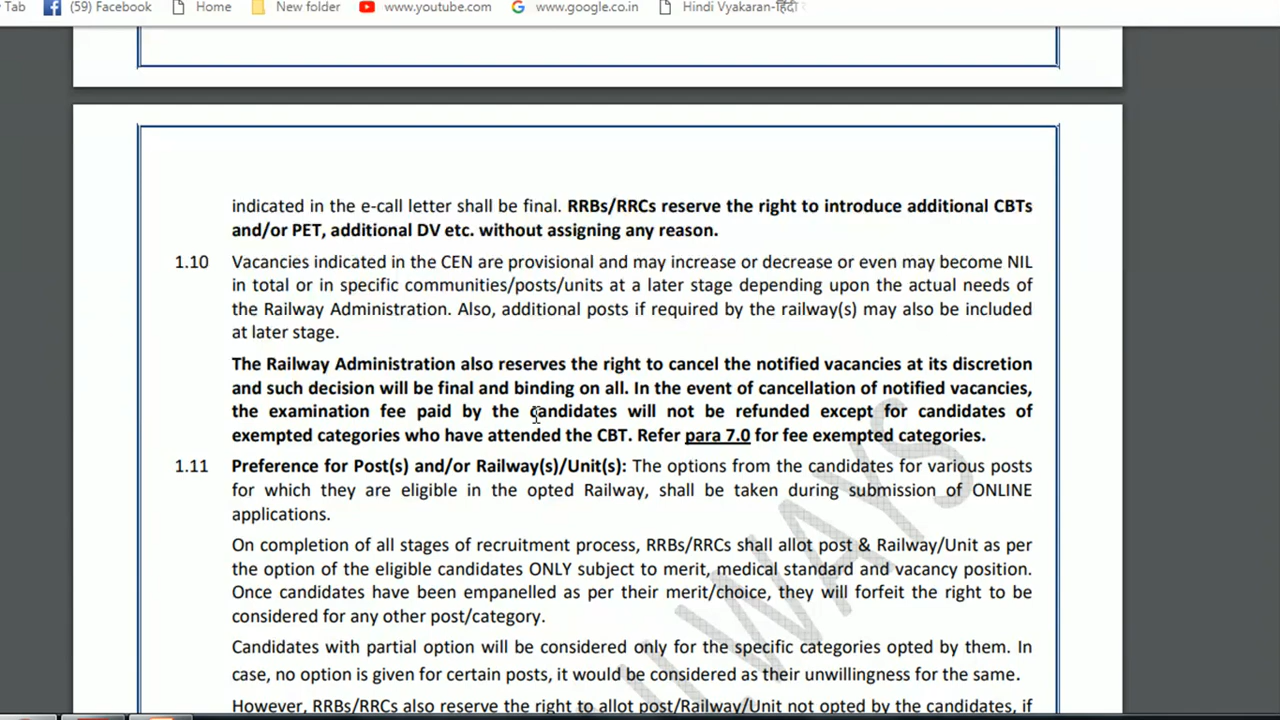 Tab (59) Facebook Home New folder www.youtube.com www.google.co.in Hindi Vyakaran-हिंदी
indicated in the e-call letter shall be final. RRBs/RRCs reserve the right to introduce additional CBTs
and/or PET, additional DV etc. without assigning any reason.
1.10 Vacancies indicated in the CEN are provisional and may increase or decrease or even may become NIL
in total or in specific communities/posts/units at a later stage depending upon the actual needs of
the Railway Administration. Also, additional posts if required by the railway(s) may also be included
at later stage.
The Railway Administration also reserves the right to cancel the notified vacancies at its discretion
and such decision will be final and binding on all. In the event of cancellation of notified vacancies,
the examination fee paid by the candidates will not be refunded except for candidates of
exempted categories who have attended the CBT. Refer para 7.0 for fee exempted categories.
1.11 Preference for Post(s) and/or Railway(s)/Unit(s): The options from the candidates for various posts
for which they are eligible in the opted Railway, shall be taken during submission of ONLINE
applications.
On completion of all stages of recruitment process, RRBs/RRCs shall allot post & Railway/Unit as per
the option of the eligible candidates ONLY subject to merit, medical standard and vacancy position.
Once candidates have been empanelled as per their merit/choice, they will forfeit the right to be
considered for any other post/category.
Candidates with partial option will be considered only for the specific categories opted by them. In
case, no option is given for certain posts, it would be considered as their unwillingness for the same.
However, RRBs/RRCs also reserve the right to allot post/Railway/Unit not opted by the candidates, if